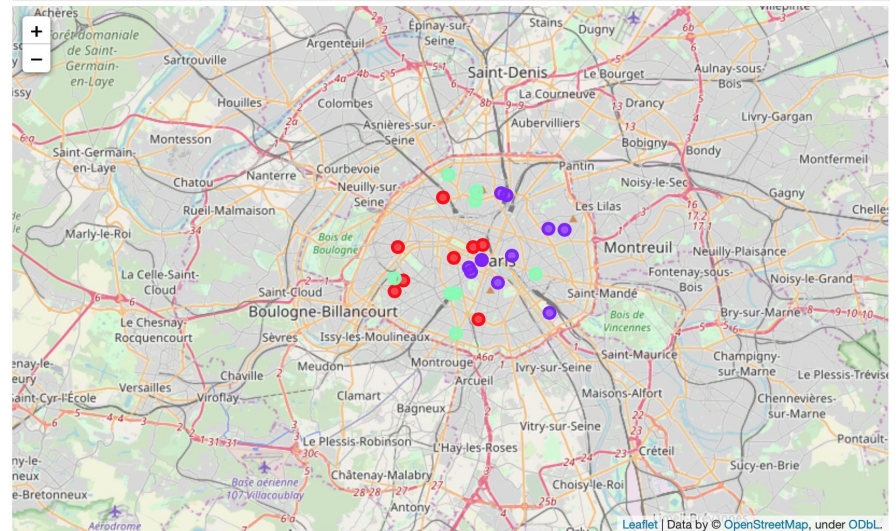 +
−
Achères
Forêt domaniale
de Saint-
Germain-
en-Laye
Sartrouville
Argenteuil
Épinay-sur-
Seine
Stains
Dugny
Villepinte
6b
Saint-Denis
Le Bourget
Aulnay-sous-
Bois
La Courneuve
Houilles
Colombes
Drancy
Livry-Gargan
Montesson
Asnières-sur-
Seine
Aubervilliers
Bobigny
Bondy
Saint-Germain-
en-Laye
Courbevoie
Pantin
Montfermeil
Nanterre
Chatou
Neuilly-sur-
Seine
Noisy-le-Sec
Gagny
Rueil-Malmaison
Les Lilas
Chelles
Marly-le-Roi
Bois de
Boulogne
Montreuil
Neuilly-Plaisance
Paris
La Celle-Saint-
Cloud
Fontenay-sous-
Bois
Noisy-le-Grand
Saint-Cloud
Saint-Mandé
Boulogne-Billancourt
Bois de
Vincennes
Bry-sur-Marne
Le Chesnay-
Rocquencourt
Sèvres
Issy-les-Moulineaux
Saint-Maurice
Champigny-
sur-Marne
Meudon
Montrouge
A6a
Ivry-sur-Seine
Le Plessis-Trévise
Chaville
Arcueil
Versailles
Viroflay
Clamart
Maisons-Alfort
Chennevières-
sur-Marne
Saint-Cyr-l'École
Bagneux
Vitry-sur-Seine
Le Plessis-Robinson
L'Haÿ-les-Roses
Créteil
Pontault-
30c
Sucy-en-Brie
Base aérienne
107 Villacoublay
Châtenay-Malabry
Choisy-le-Roi
Antony
25b
Aérodrome
Leaflet | Data by © OpenStreetMap, under ODbL.